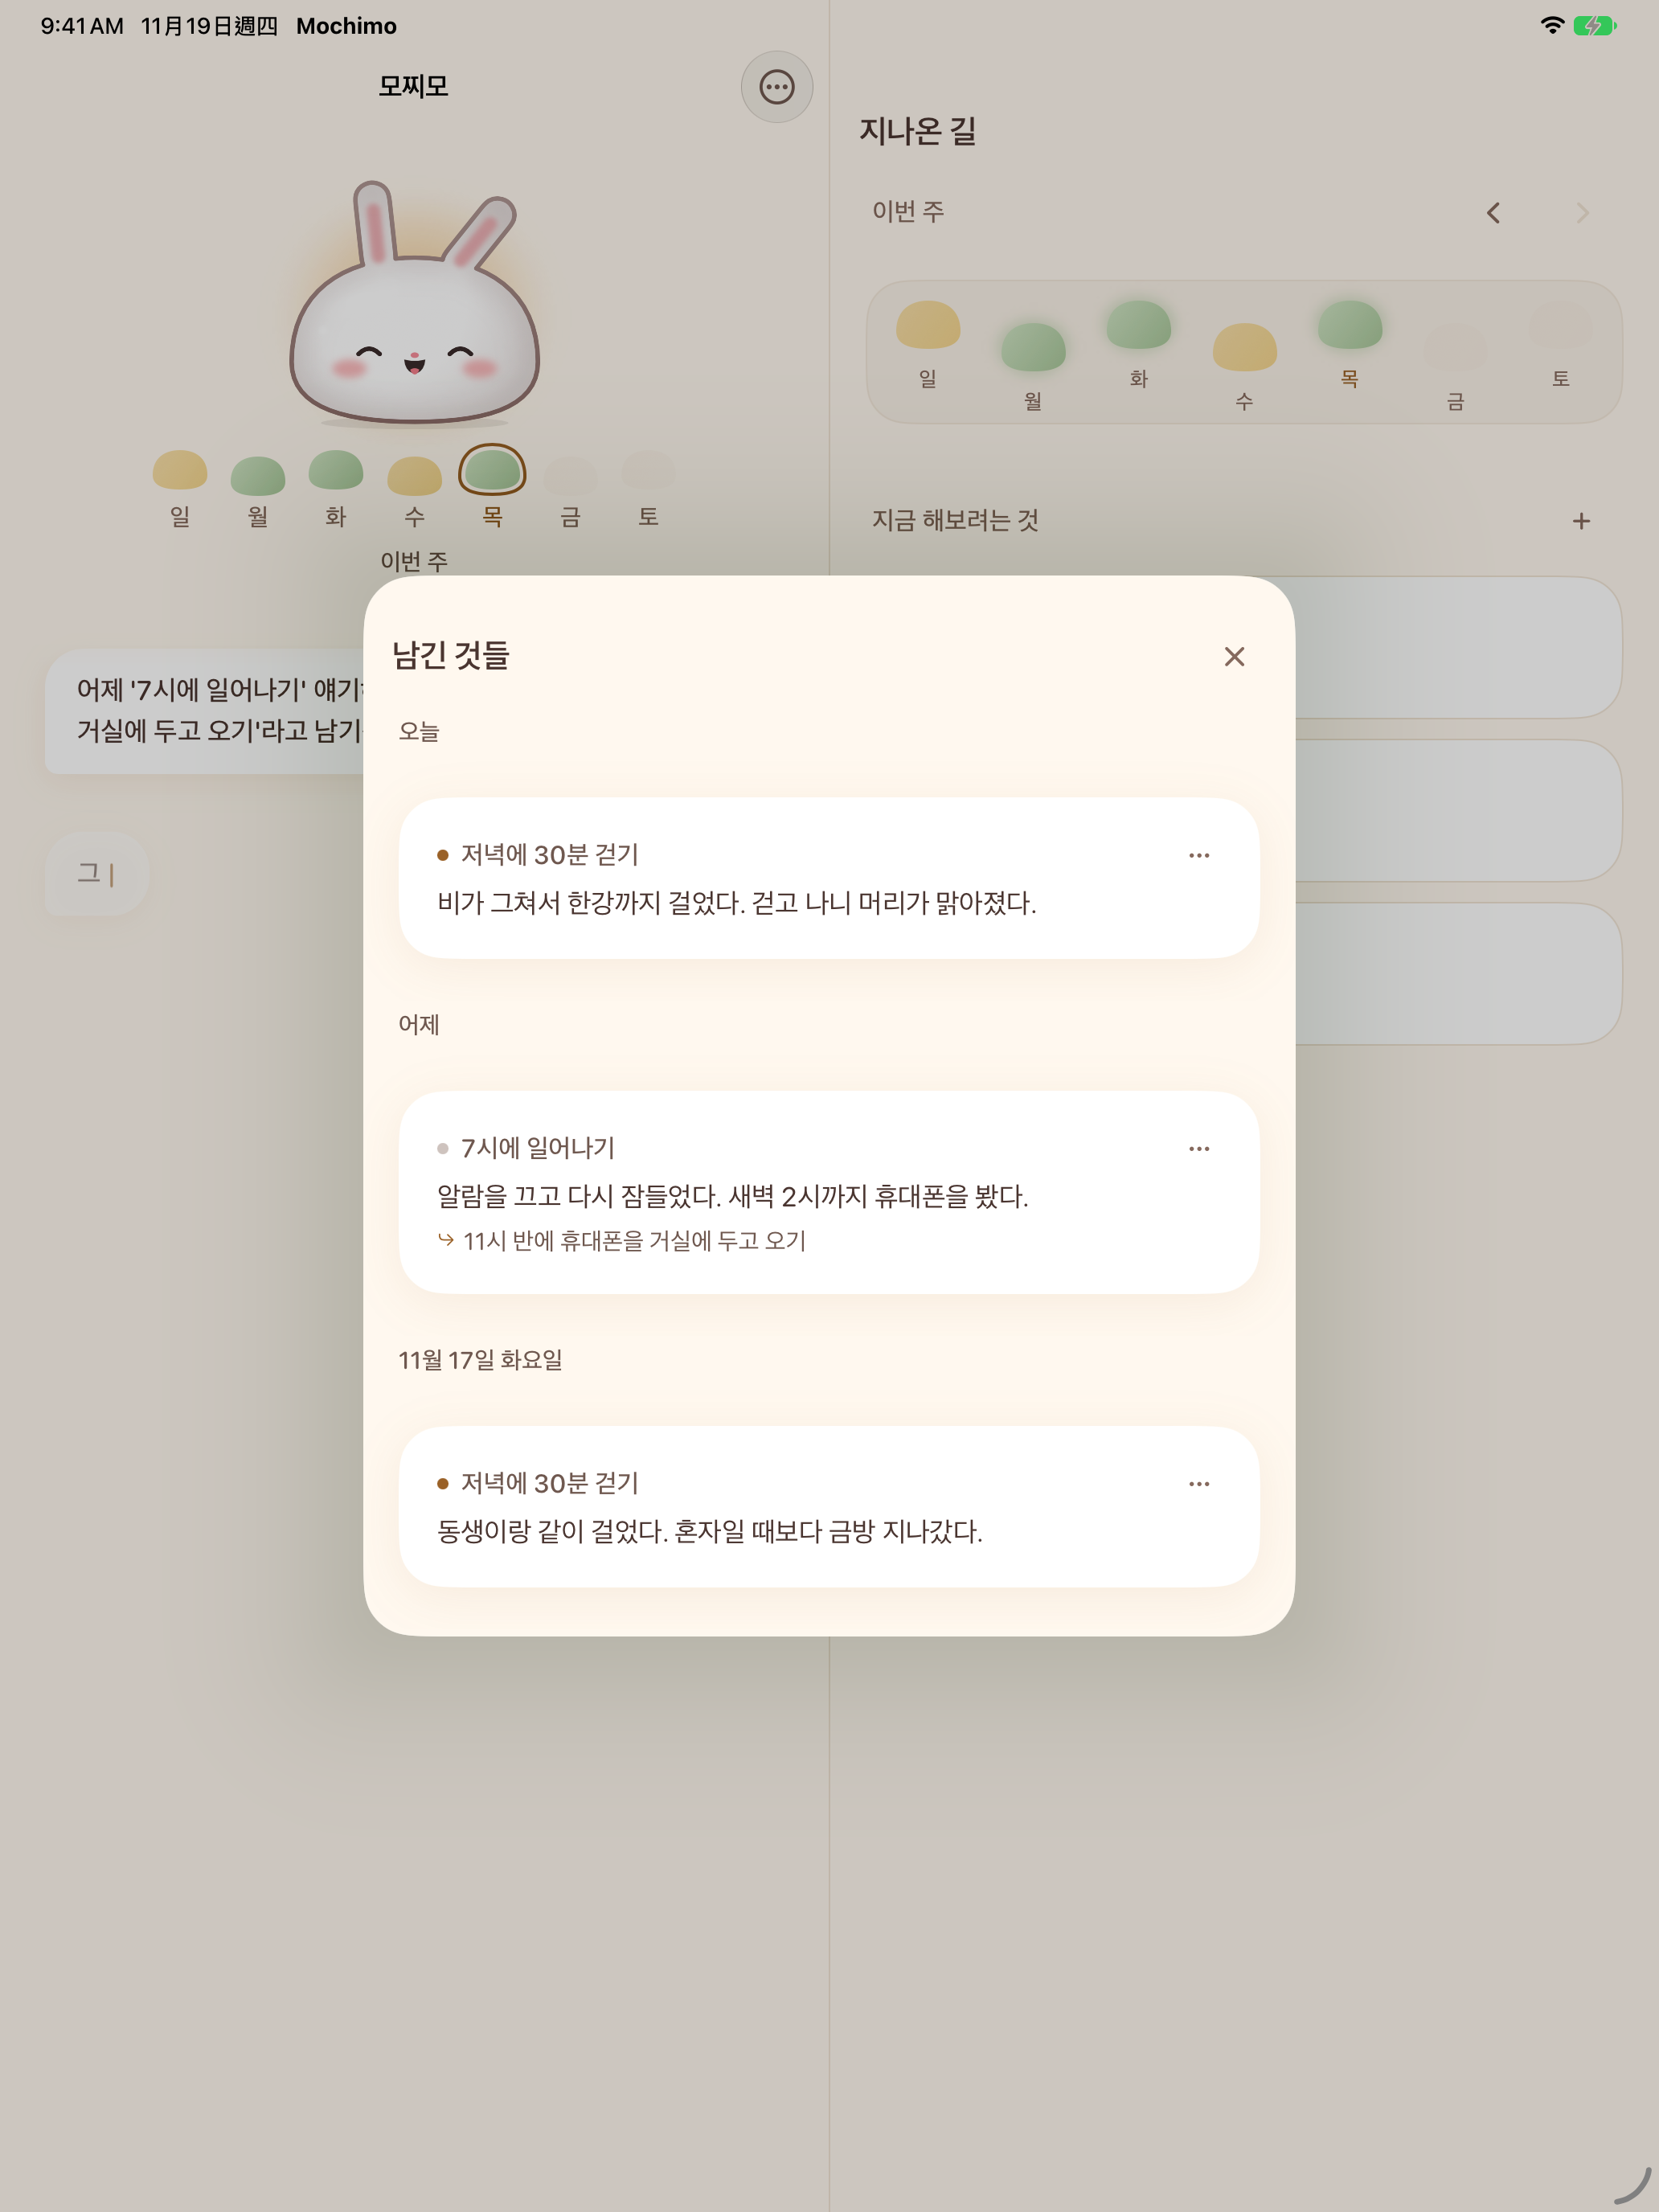 9:41 AM 11月19日週四 Mochimo
모찌모
일 월 화 수 목 금 토
이번 주
어제 '7시에 일어나기' 얘기
거실에 두고 오기'라고 남기
그
지나온 길
이번 주
일 월 화 수 목 금 토
지금 해보려는 것
남긴 것들
오늘
저녁에 30분 걷기
비가 그쳐서 한강까지 걸었다. 걷고 나니 머리가 맑아졌다.
어제
7시에 일어나기
알람을 끄고 다시 잠들었다. 새벽 2시까지 휴대폰을 봤다.
11시 반에 휴대폰을 거실에 두고 오기
11월 17일 화요일
저녁에 30분 걷기
동생이랑 같이 걸었다. 혼자일 때보다 금방 지나갔다.